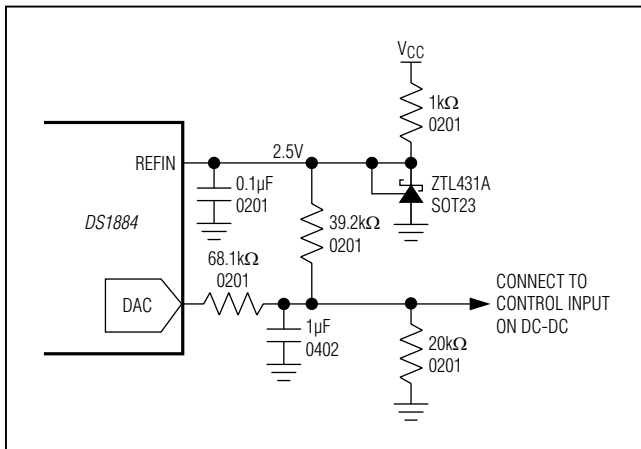 VCC
1kΩ
0201
REFIN
2.5V
ZTL431A
SOT23
0.1µF
0201
DS1884
39.2kΩ
0201
68.1kΩ
0201
DAC
CONNECT TO
CONTROL INPUT
ON DC-DC
1µF
0402
20kΩ
0201